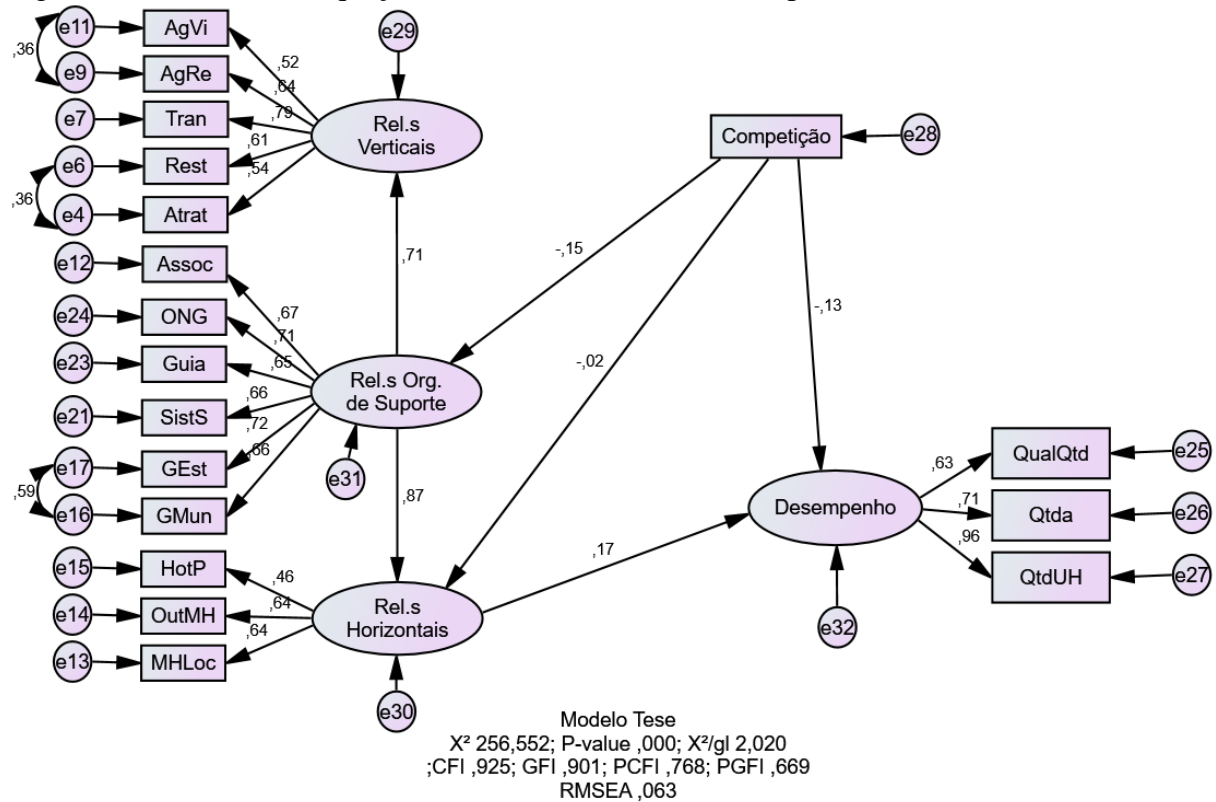 e11
AgVi
e29
,36
,52
e9
AgRe
,64
e7
Tran
,79
Rel.s
Verticais
Competição
e28
e6
Rest
,61
,36
,54
e4
Atrat
e12
Assoc
,71
-,15
e24
ONG
,67
-,13
,71
e23
Guia
,65
-,02
Rel.s Org.
de Suporte
e21
SistS
,66
,72
,66
e17
GEst
e31
QualQtd
e25
,63
,59
,87
e16
GMun
Desempenho
,71
Qtda
e26
,96
e15
HotP
,17
QtdUH
e27
,46
e14
OutMH
,64
Rel.s
Horizontais
e32
,64
e13
MHLoc
e30
Modelo Tese
X² 256,552; P-value ,000; X²/gl 2,020
;CFI ,925; GFI ,901; PCFI ,768; PGFI ,669
RMSEA ,063